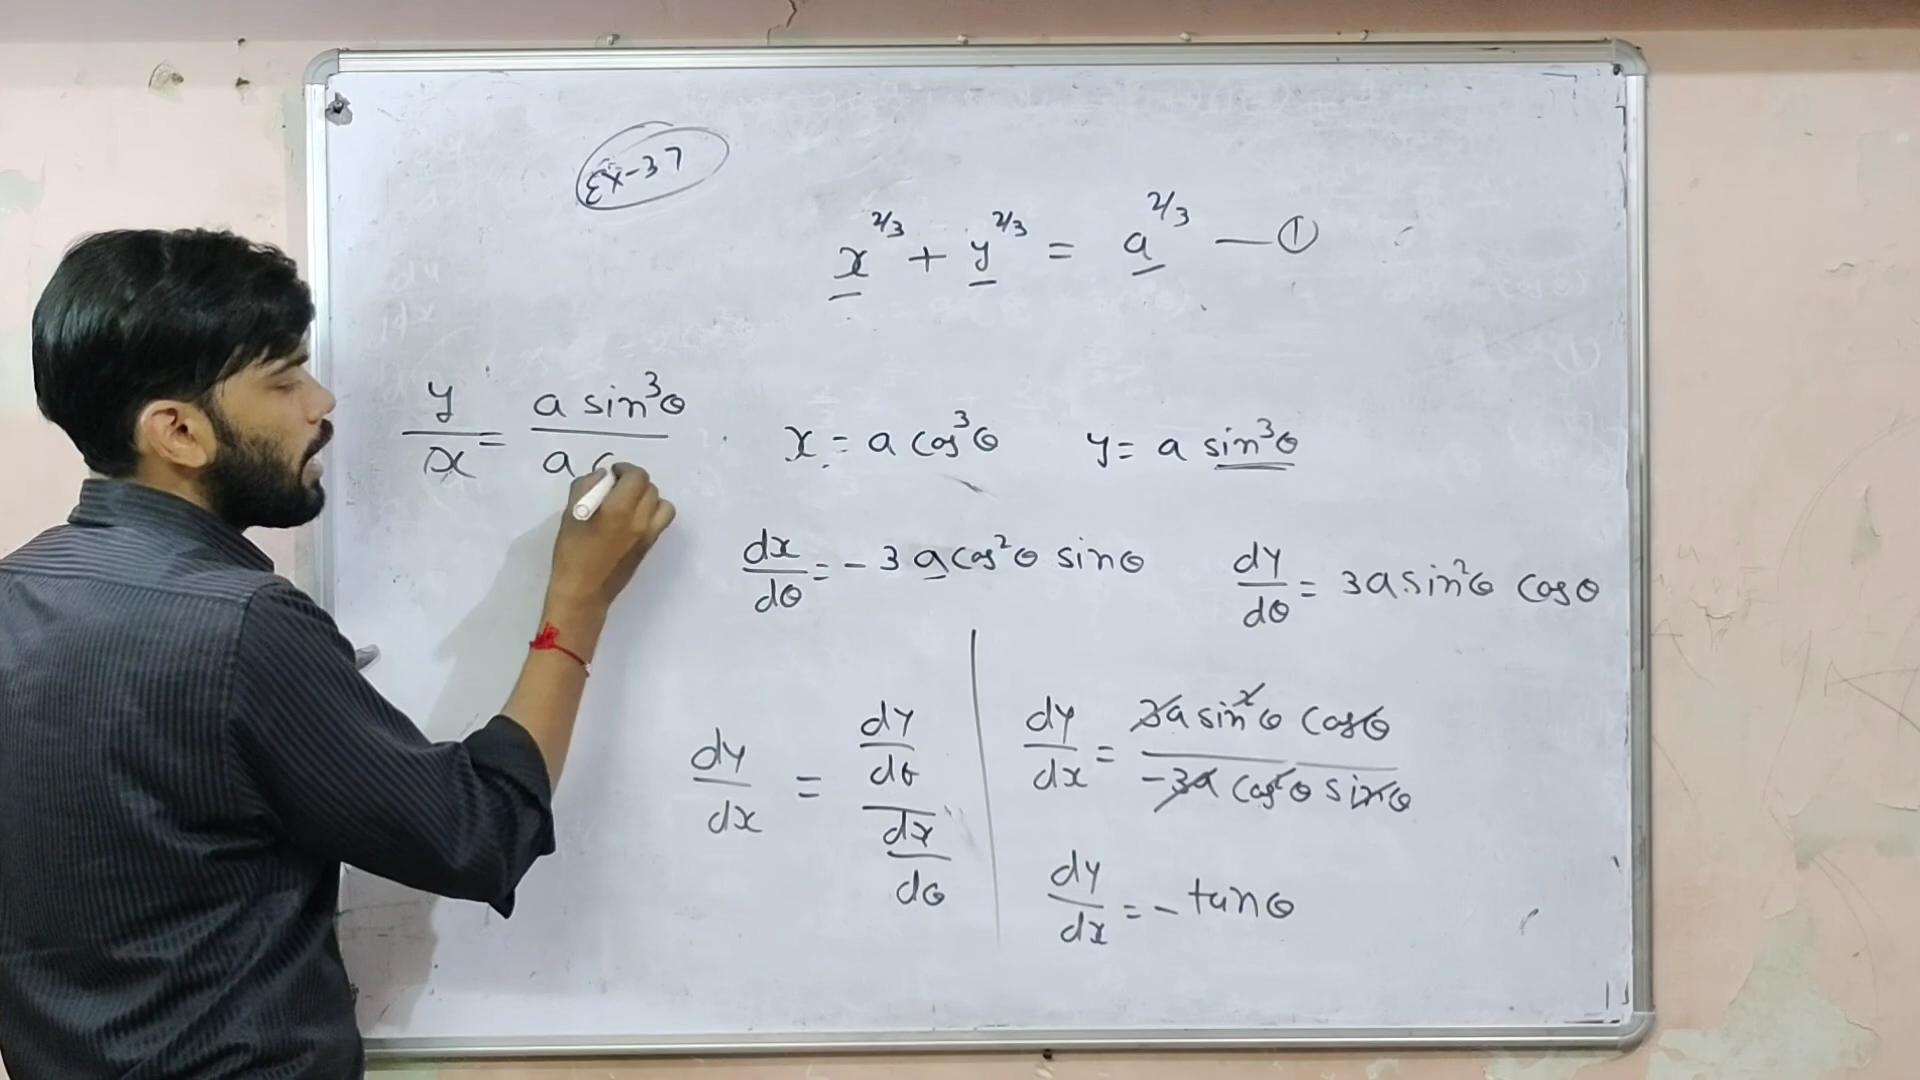 Ex-37
x^{2/3} + y^{2/3} = a^{2/3} — ①
y/x = a sin³θ / a c
x = a cos³θ   y = a sin³θ
dx/dθ = - 3 a cos²θ sinθ   dy/dθ = 3a sin²θ cosθ
dy/dx = (dy/dθ) / (dx/dθ)
dy/dx = 3a sin²θ cosθ / -3a cos²θ sinθ
dy/dx = - tanθ